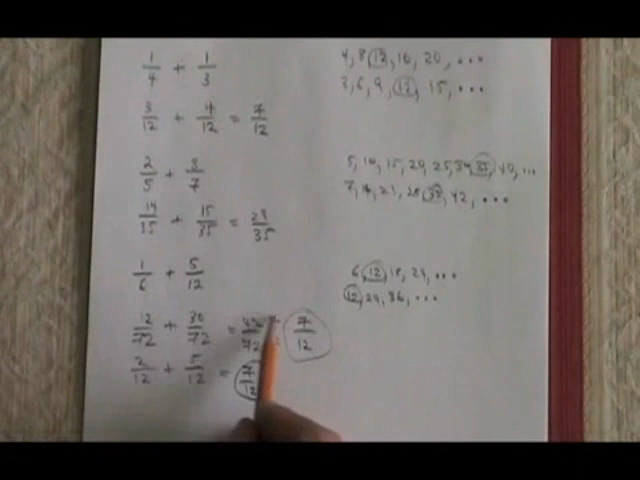 1/4 + 1/3
3/12 + 4/12 = 7/12
2/5 + 3/7
14/35 + 15/35 = 29/35
1/6 + 5/12
12/72 + 30/72 = 42/72 7/12
2/12 + 5/12 = 7/12
4, 8, 12, 16, 20, ...
3, 6, 9, 12, 15, ...
5, 10, 15, 20, 25, 30, 35, 40, ...
7, 14, 21, 28, 35, 42, ...
6, 12, 18, 24, ...
12, 24, 36, ...